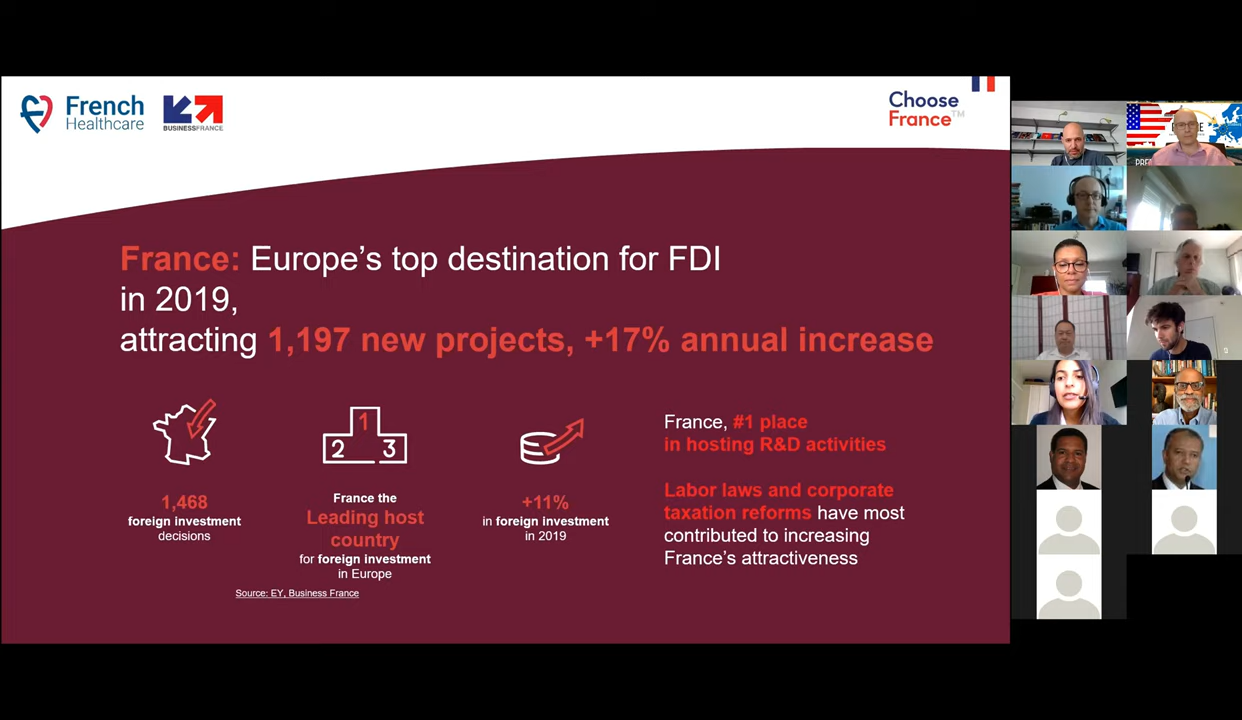 French
Healthcare
BUSINESSFRANCE
Choose
France™
France: Europe's top destination for FDI
in 2019,
attracting 1,197 new projects, +17% annual increase
1
2 3
1,468
foreign investment
decisions
France the
Leading host
country
for foreign investment
in Europe
+11%
in foreign investment
in 2019
Source: EY, Business France
France, #1 place
in hosting R&D activities
Labor laws and corporate
taxation reforms have most
contributed to increasing
France's attractiveness